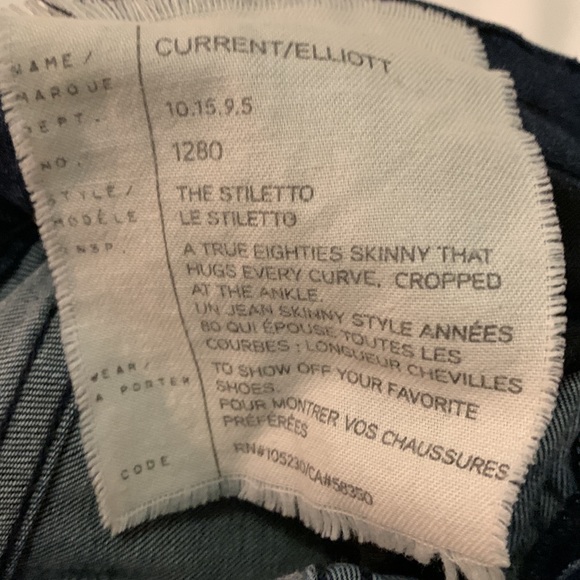 NAME / CURRENT/ELLIOTT
MARQUE
DEPT. 10.15.9.5
NO. 1280
STYLE/ THE STILETTO
MODÈLE LE STILETTO
INSP. A TRUE EIGHTIES SKINNY THAT
HUGS EVERY CURVE, CROPPED
AT THE ANKLE.
UN JEAN SKINNY STYLE ANNÉES
80 QUI ÉPOUSE TOUTES LES
COURBES : LONGUEUR CHEVILLES
WEAR/ TO SHOW OFF YOUR FAVORITE
A PORTER SHOES.
POUR MONTRER VOS CHAUSSURES
PRÉFÉRÉES
CODE RN#105230/CA#58350